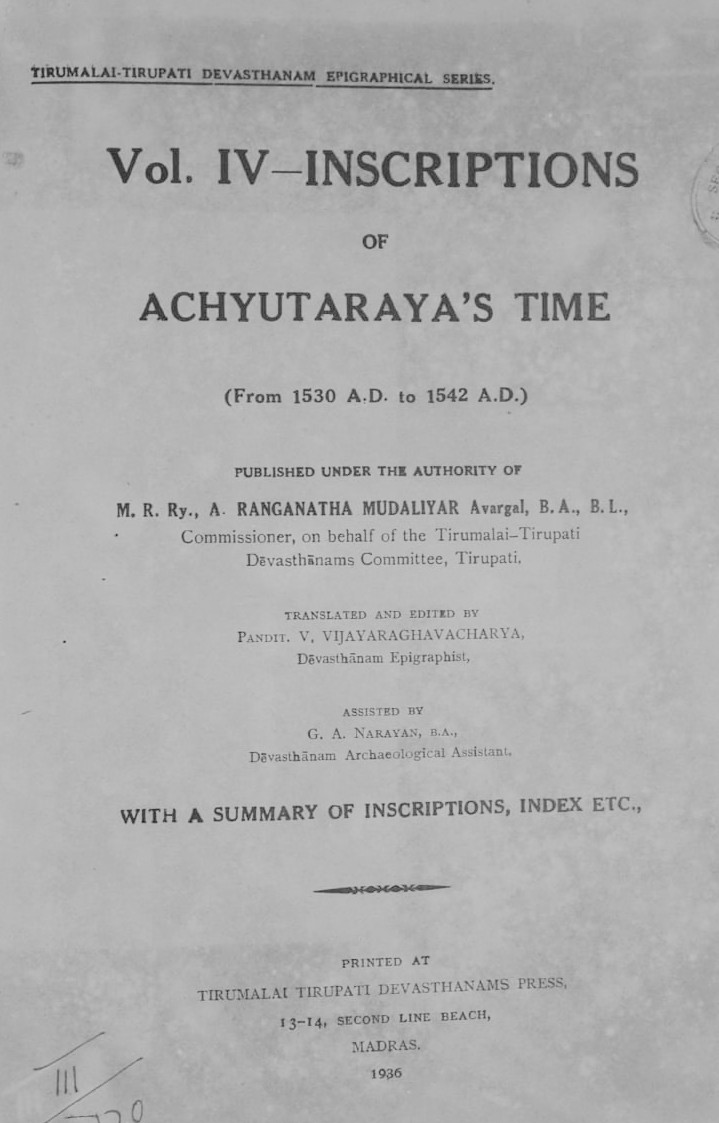 TIRUMALAI-TIRUPATI DEVASTHANAM EPIGRAPHICAL SERIES.
Vol. IV—INSCRIPTIONS
OF
ACHYUTARAYA'S TIME
(From 1530 A.D. to 1542 A.D.)
PUBLISHED UNDER THE AUTHORITY OF
M. R. Ry., A. RANGANATHA MUDALIYAR Avargal, B.A., B.L.,
Commissioner, on behalf of the Tirumalai–Tirupati
Dēvasthānams Committee, Tirupati.
TRANSLATED AND EDITED BY
PANDIT. V. VIJAYARAGHAVACHARYA,
Dēvasthānam Epigraphist,
ASSISTED BY
G. A. NARAYAN, B.A.,
Dēvasthānam Archaeological Assistant.
WITH A SUMMARY OF INSCRIPTIONS, INDEX ETC.,
PRINTED AT
TIRUMALAI TIRUPATI DEVASTHANAMS PRESS,
13–14, SECOND LINE BEACH,
MADRAS.
1936
III